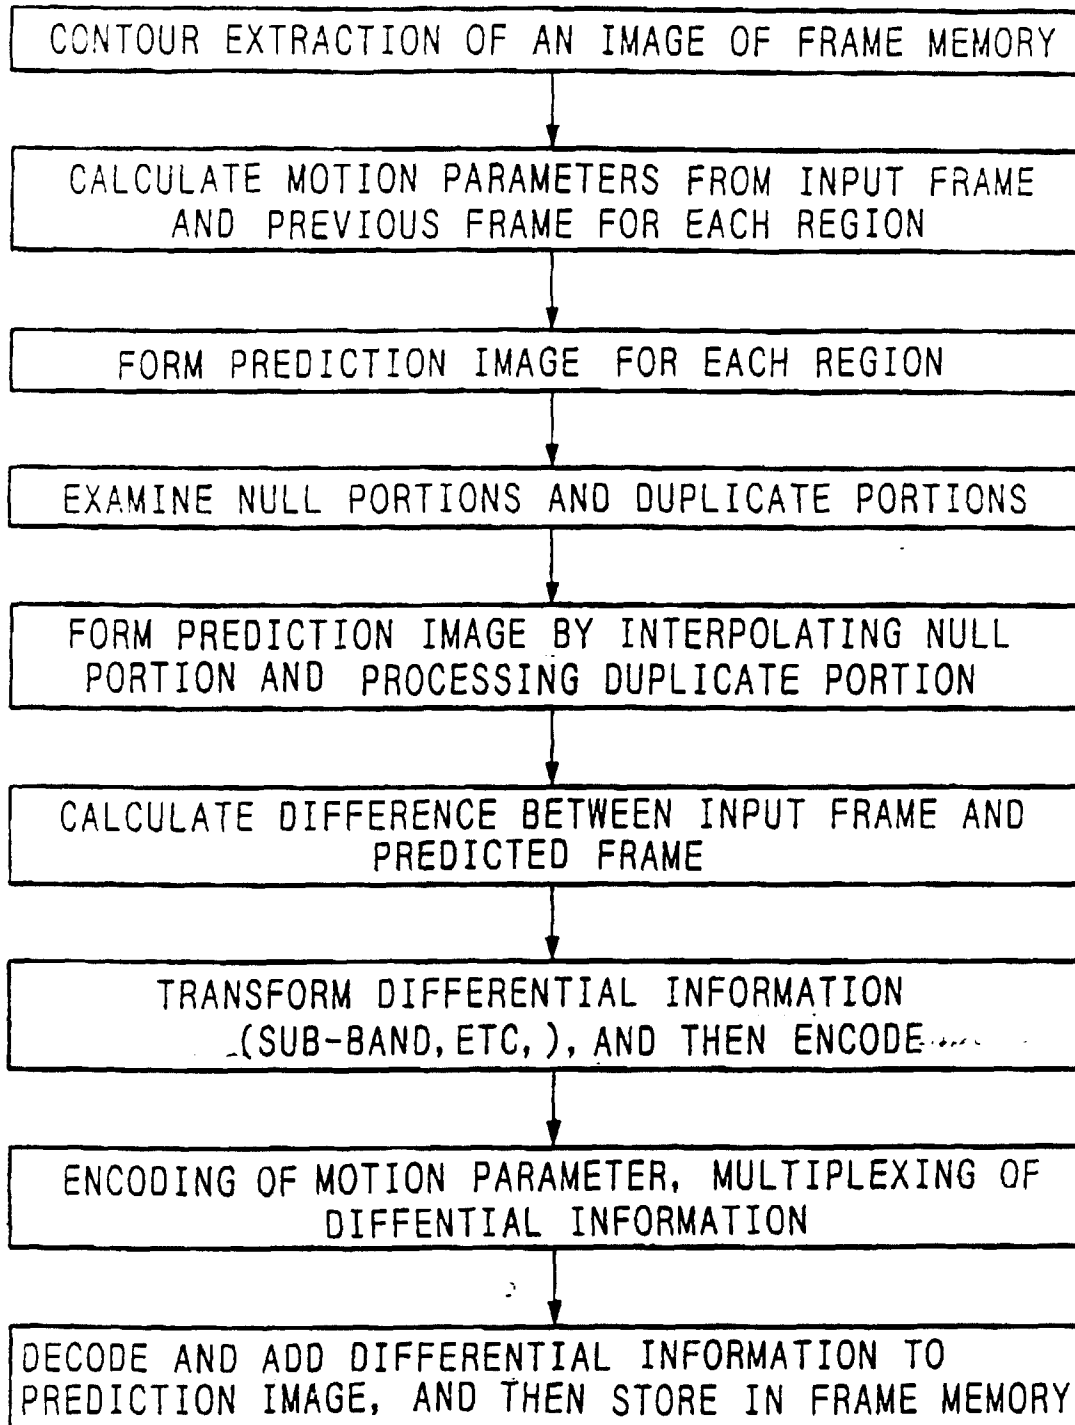 CONTOUR EXTRACTION OF AN IMAGE OF FRAME MEMORY
CALCULATE MOTION PARAMETERS FROM INPUT FRAME
AND PREVIOUS FRAME FOR EACH REGION
FORM PREDICTION IMAGE FOR EACH REGION
EXAMINE NULL PORTIONS AND DUPLICATE PORTIONS
FORM PREDICTION IMAGE BY INTERPOLATING NULL
PORTION AND PROCESSING DUPLICATE PORTION
CALCULATE DIFFERENCE BETWEEN INPUT FRAME AND
PREDICTED FRAME
TRANSFORM DIFFERENTIAL INFORMATION
(SUB-BAND, ETC, ), AND THEN ENCODE
ENCODING OF MOTION PARAMETER, MULTIPLEXING OF
DIFFENTIAL INFORMATION
DECODE AND ADD DIFFERENTIAL INFORMATION TO
PREDICTION IMAGE, AND THEN STORE IN FRAME MEMORY